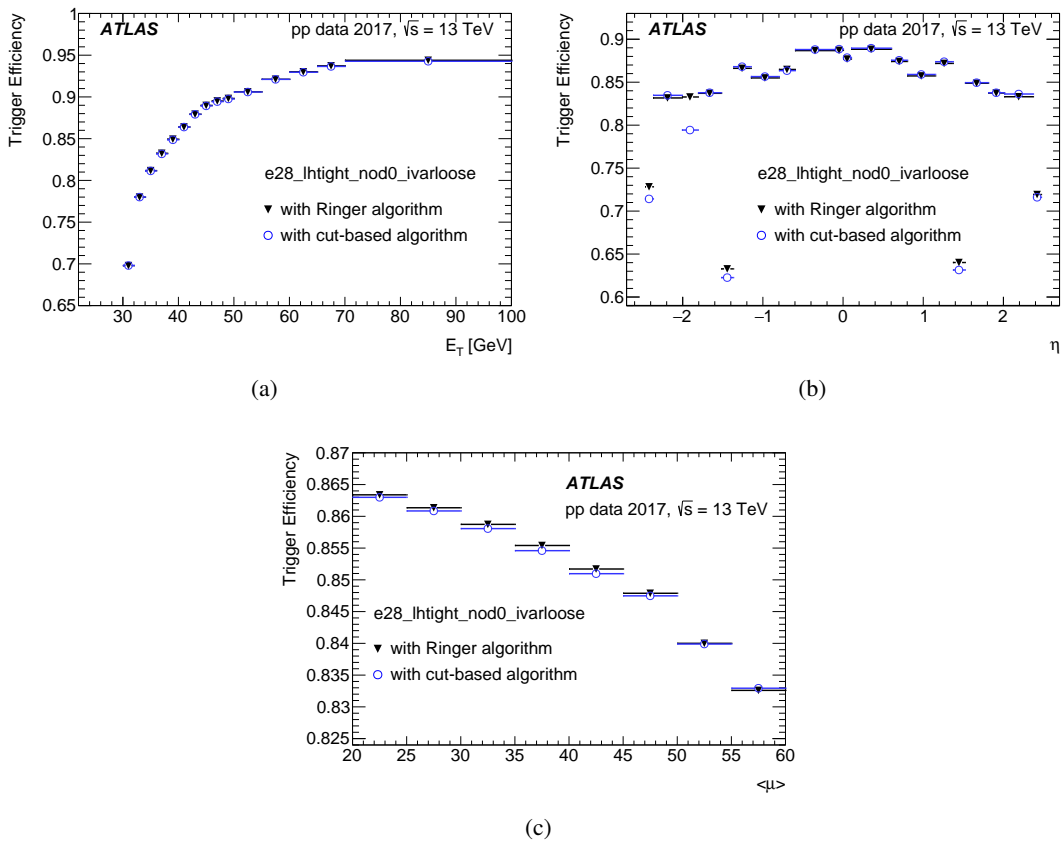 ATLAS
pp data 2017, √s = 13 TeV
Trigger Efficiency
0.95
0.9
0.85
0.8
0.75
0.7
0.65
e28_lhtight_nod0_ivarloose
with Ringer algorithm
with cut-based algorithm
30 40 50 60 70 80 90 100
E_T [GeV]
(a)
ATLAS
pp data 2017, √s = 13 TeV
Trigger Efficiency
0.9
0.85
0.8
0.75
0.7
0.65
0.6
e28_lhtight_nod0_ivarloose
with Ringer algorithm
with cut-based algorithm
−2 −1 0 1 2
η
(b)
Trigger Efficiency
0.87
0.865
0.86
0.855
0.85
0.845
0.84
0.835
0.83
0.825
ATLAS
pp data 2017, √s = 13 TeV
e28_lhtight_nod0_ivarloose
with Ringer algorithm
with cut-based algorithm
20 25 30 35 40 45 50 55 60
<μ>
(c)